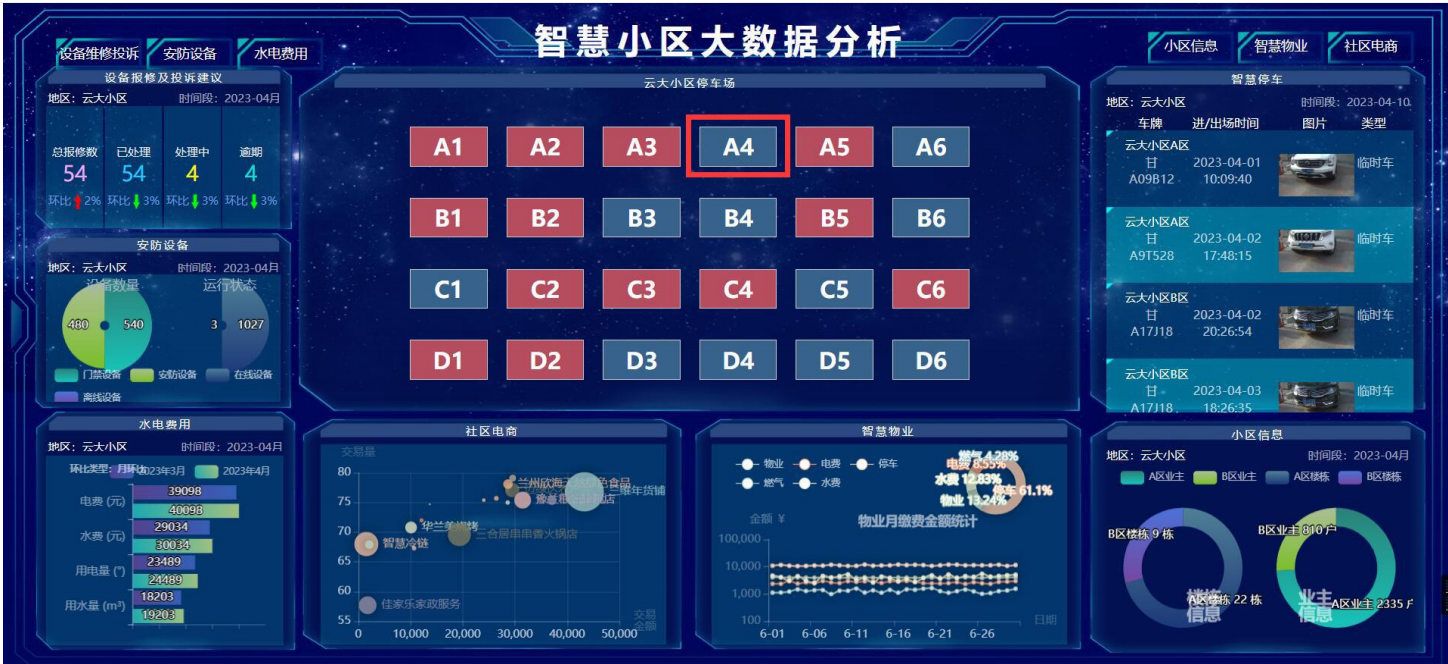 智慧小区大数据分析
设备维修投诉 安防设备 水电费用
小区信息 智慧物业 社区电商
设备报修及投诉建议
地区：云大小区 时间段：2023-04月
总报修数 已处理 处理中 逾期
54 54 4 4
环比 2% 环比 3% 环比 3% 环比 3%
安防设备
地区：云大小区 时间段：2023-04月
设备数量 运行状态
480 540 3 1027
门禁设备 安防设备 在线设备
离线设备
水电费用
地区：云大小区 时间段：2023-04月
环比类型：月环比 2023年3月 2023年4月
电费 (元) 39098
40098
水费 (元) 29034
30034
用电量 (°) 23489
24489
用水量 (m³) 18203
19203
云大小区停车场
A1 A2 A3 A4 A5 A6
B1 B2 B3 B4 B5 B6
C1 C2 C3 C4 C5 C6
D1 D2 D3 D4 D5 D6
社区电商
交易量
80
75
70
65
60
55
三维年货铺
三合居串串香火锅店
智慧冷链
佳家乐家政服务
交易
金额
0 10,000 20,000 30,000 40,000 50,000
智慧物业
物业 电费 停车
燃气 水费
燃气 4.28%
电费 8.55%
水费 12.83%
停车 61.1%
物业 13.24%
金额 ¥ 物业月缴费金额统计
100,000
10,000
1,000
100
日期
6-01 6-06 6-11 6-16 6-21 6-26
智慧停车
地区：云大小区 时间段：2023-04-10
车牌 进/出场时间 图片 类型
云大小区A区
甘 2023-04-01 临时车
A09B12 10:09:40
云大小区A区
甘 2023-04-02 临时车
A9T528 17:48:15
云大小区B区
甘 2023-04-02 临时车
A17J18 20:26:54
云大小区B区
甘 2023-04-03 临时车
A17J18 18:26:35
小区信息
地区：云大小区 时间段：2023-04月
A区业主 B区业主 A区楼栋 B区楼栋
B区楼栋 9 栋 B区业主 810 户
A区楼栋 22 栋 A区业主 2335 户
楼栋 业主
信息 信息